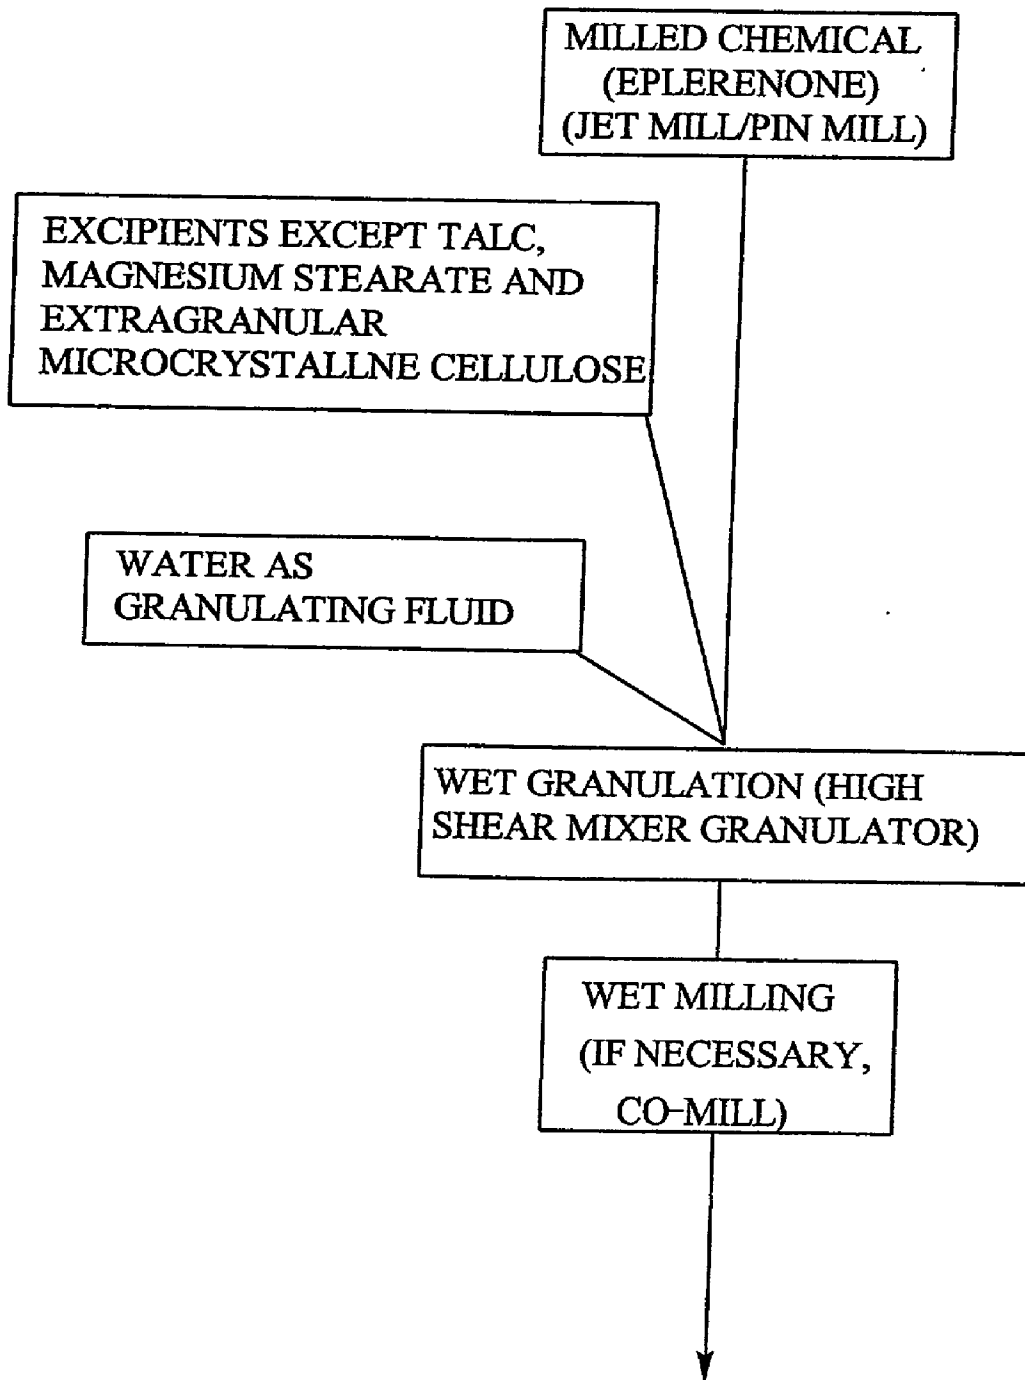 MILLED CHEMICAL
(EPLERENONE)
(JET MILL/PIN MILL)
EXCIPIENTS EXCEPT TALC,
MAGNESIUM STEARATE AND
EXTRAGRANULAR
MICROCRYSTALLNE CELLULOSE
WATER AS
GRANULATING FLUID
WET GRANULATION (HIGH
SHEAR MIXER GRANULATOR)
WET MILLING
(IF NECESSARY,
CO-MILL)